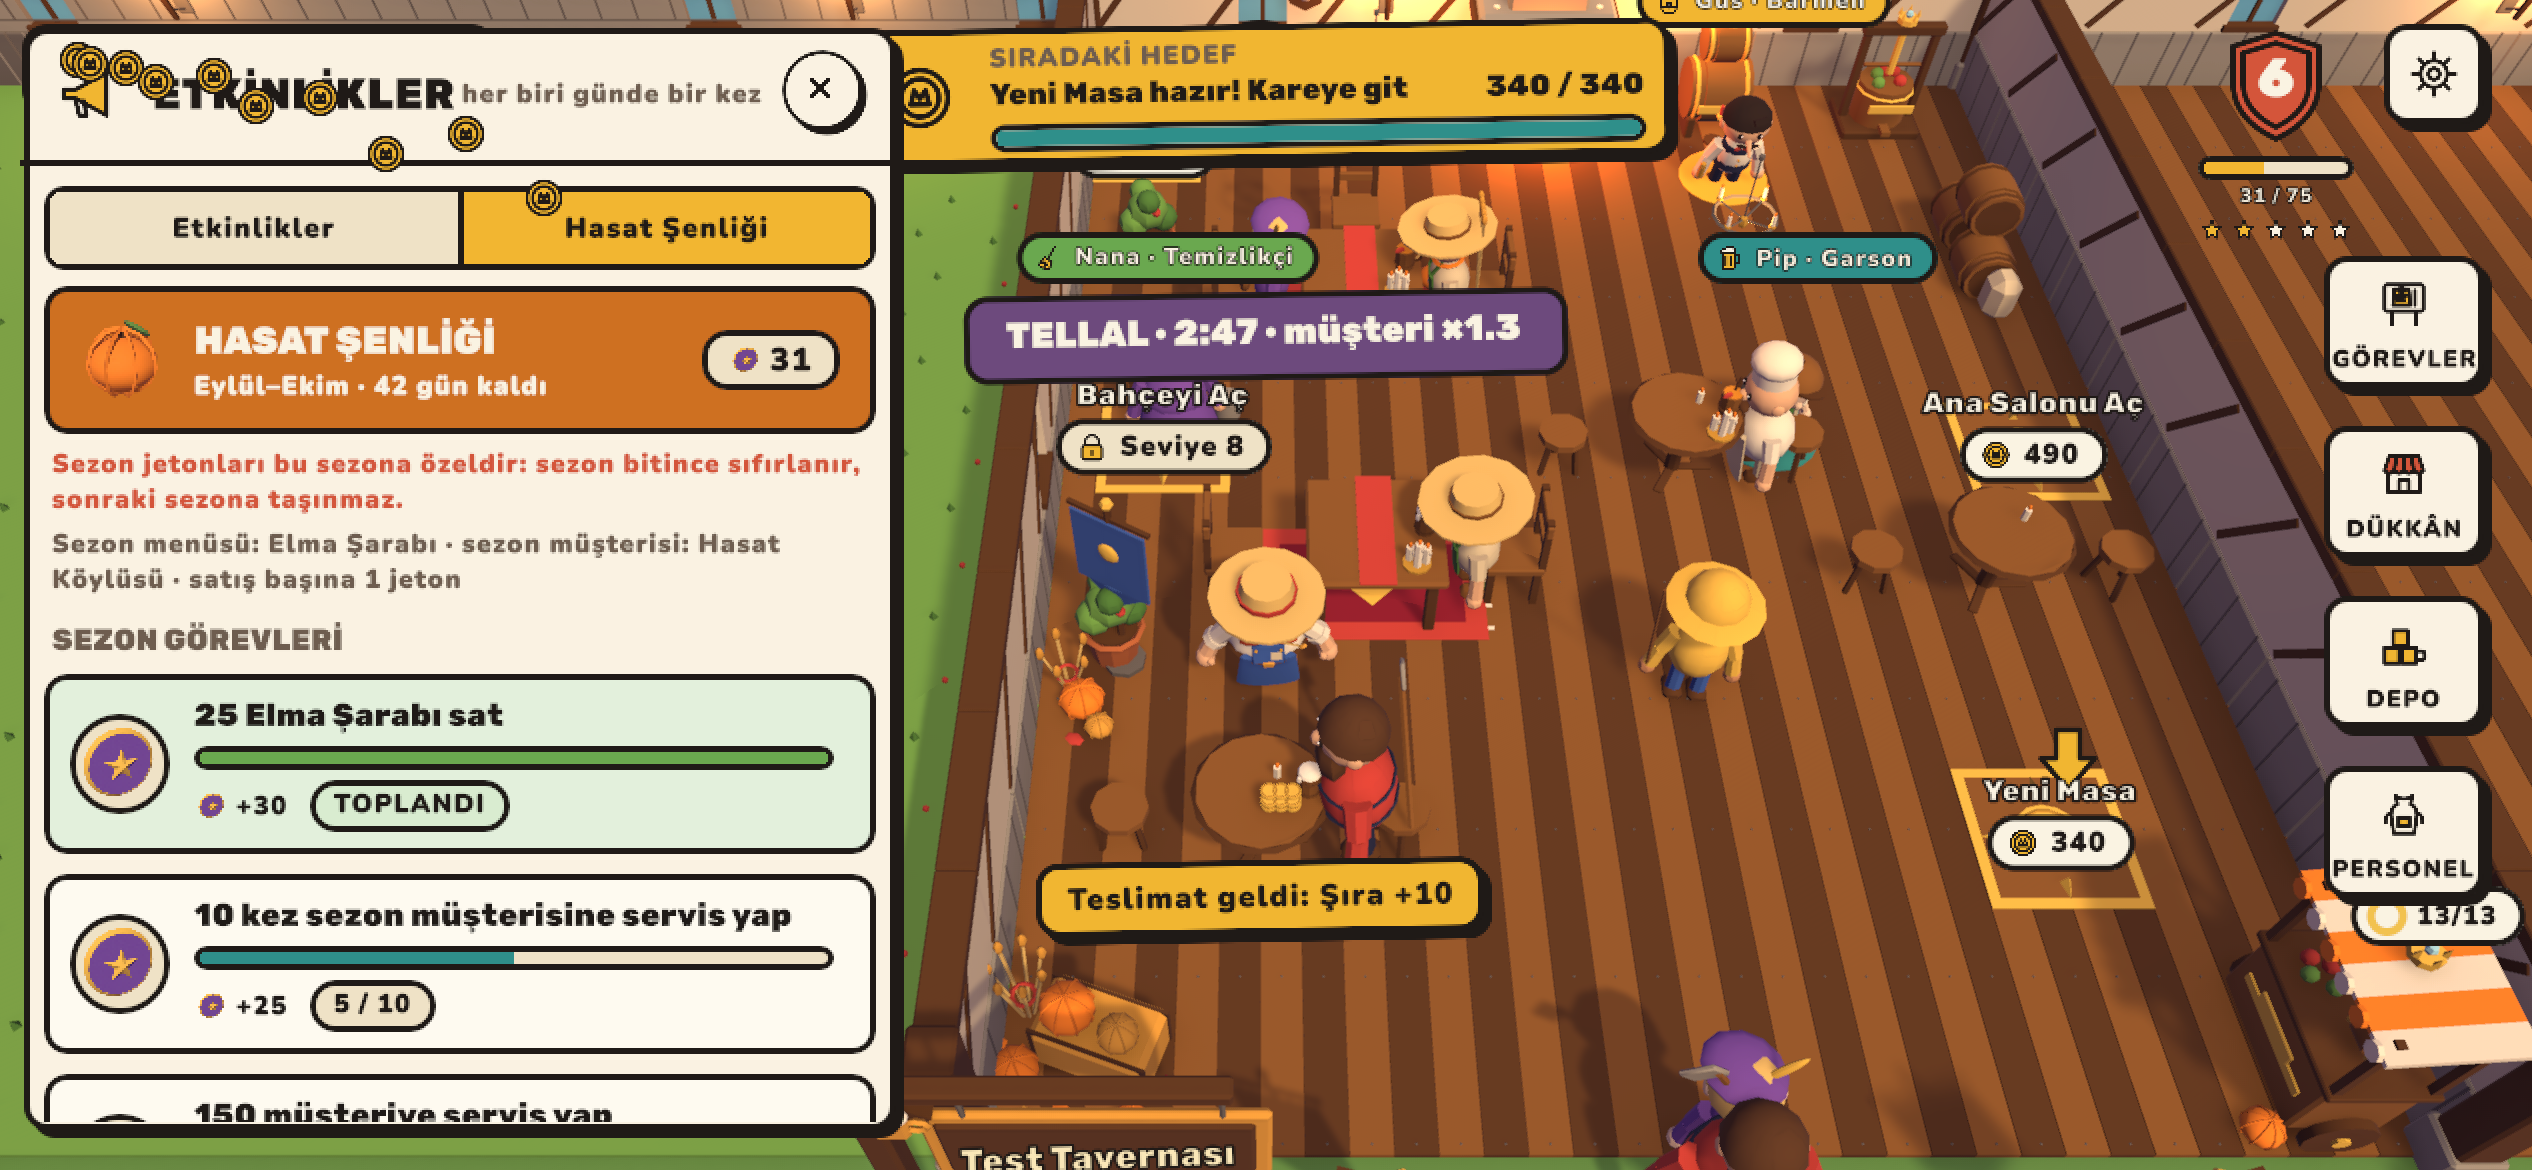 ETKİNLİKLER her biri günde bir kez
Etkinlikler
Hasat Şenliği
HASAT ŞENLİĞİ
Eylül–Ekim · 42 gün kaldı
31
Sezon jetonları bu sezona özeldir: sezon bitince sıfırlanır,
sonraki sezona taşınmaz.
Sezon menüsü: Elma Şarabı · sezon müşterisi: Hasat
Köylüsü · satış başına 1 jeton
SEZON GÖREVLERİ
25 Elma Şarabı sat
+30 TOPLANDI
10 kez sezon müşterisine servis yap
+25 5 / 10
150 müşteriye servis yap
SIRADAKİ HEDEF
Yeni Masa hazır! Kareye git 340 / 340
Gus · Barmen
Nana · Temizlikçi
Pip · Garson
TELLAL · 2:47 · müşteri ×1.3
Bahçeyi Aç
Seviye 8
Ana Salonu Aç
490
Yeni Masa
340
Teslimat geldi: Şıra +10
Test Tavernası
6
31 / 75
GÖREVLER
DÜKKÂN
DEPO
PERSONEL
13/13